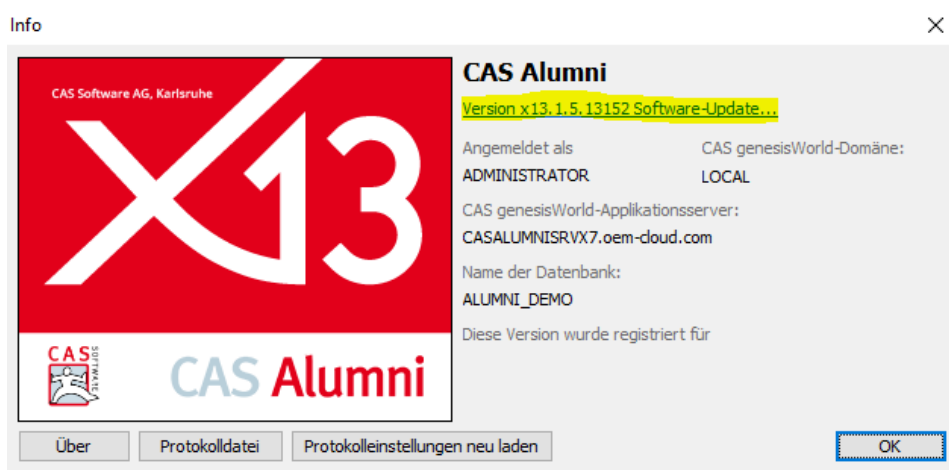 Info
CAS Software AG, Karlsruhe
x13
CAS SOFTWARE
CAS Alumni
CAS Alumni
Version x13.1.5.13152 Software-Update...
Angemeldet als
CAS genesisWorld-Domäne:
ADMINISTRATOR
LOCAL
CAS genesisWorld-Applikationsserver:
CASALUMNISRVX7.oem-cloud.com
Name der Datenbank:
ALUMNI_DEMO
Diese Version wurde registriert für
Über
Protokolldatei
Protokolleinstellungen neu laden
OK